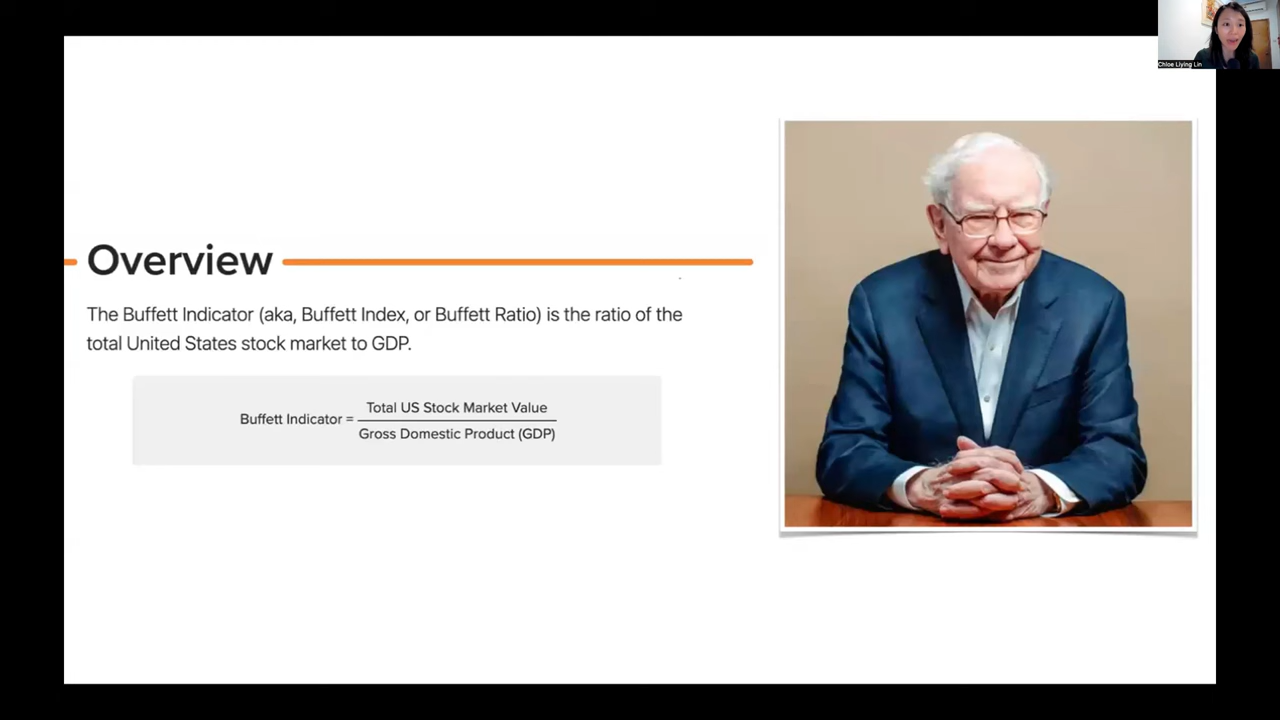 Chloe Liying Lin
Overview
The Buffett Indicator (aka, Buffett Index, or Buffett Ratio) is the ratio of the
total United States stock market to GDP.
Buffett Indicator = Total US Stock Market Value
Gross Domestic Product (GDP)